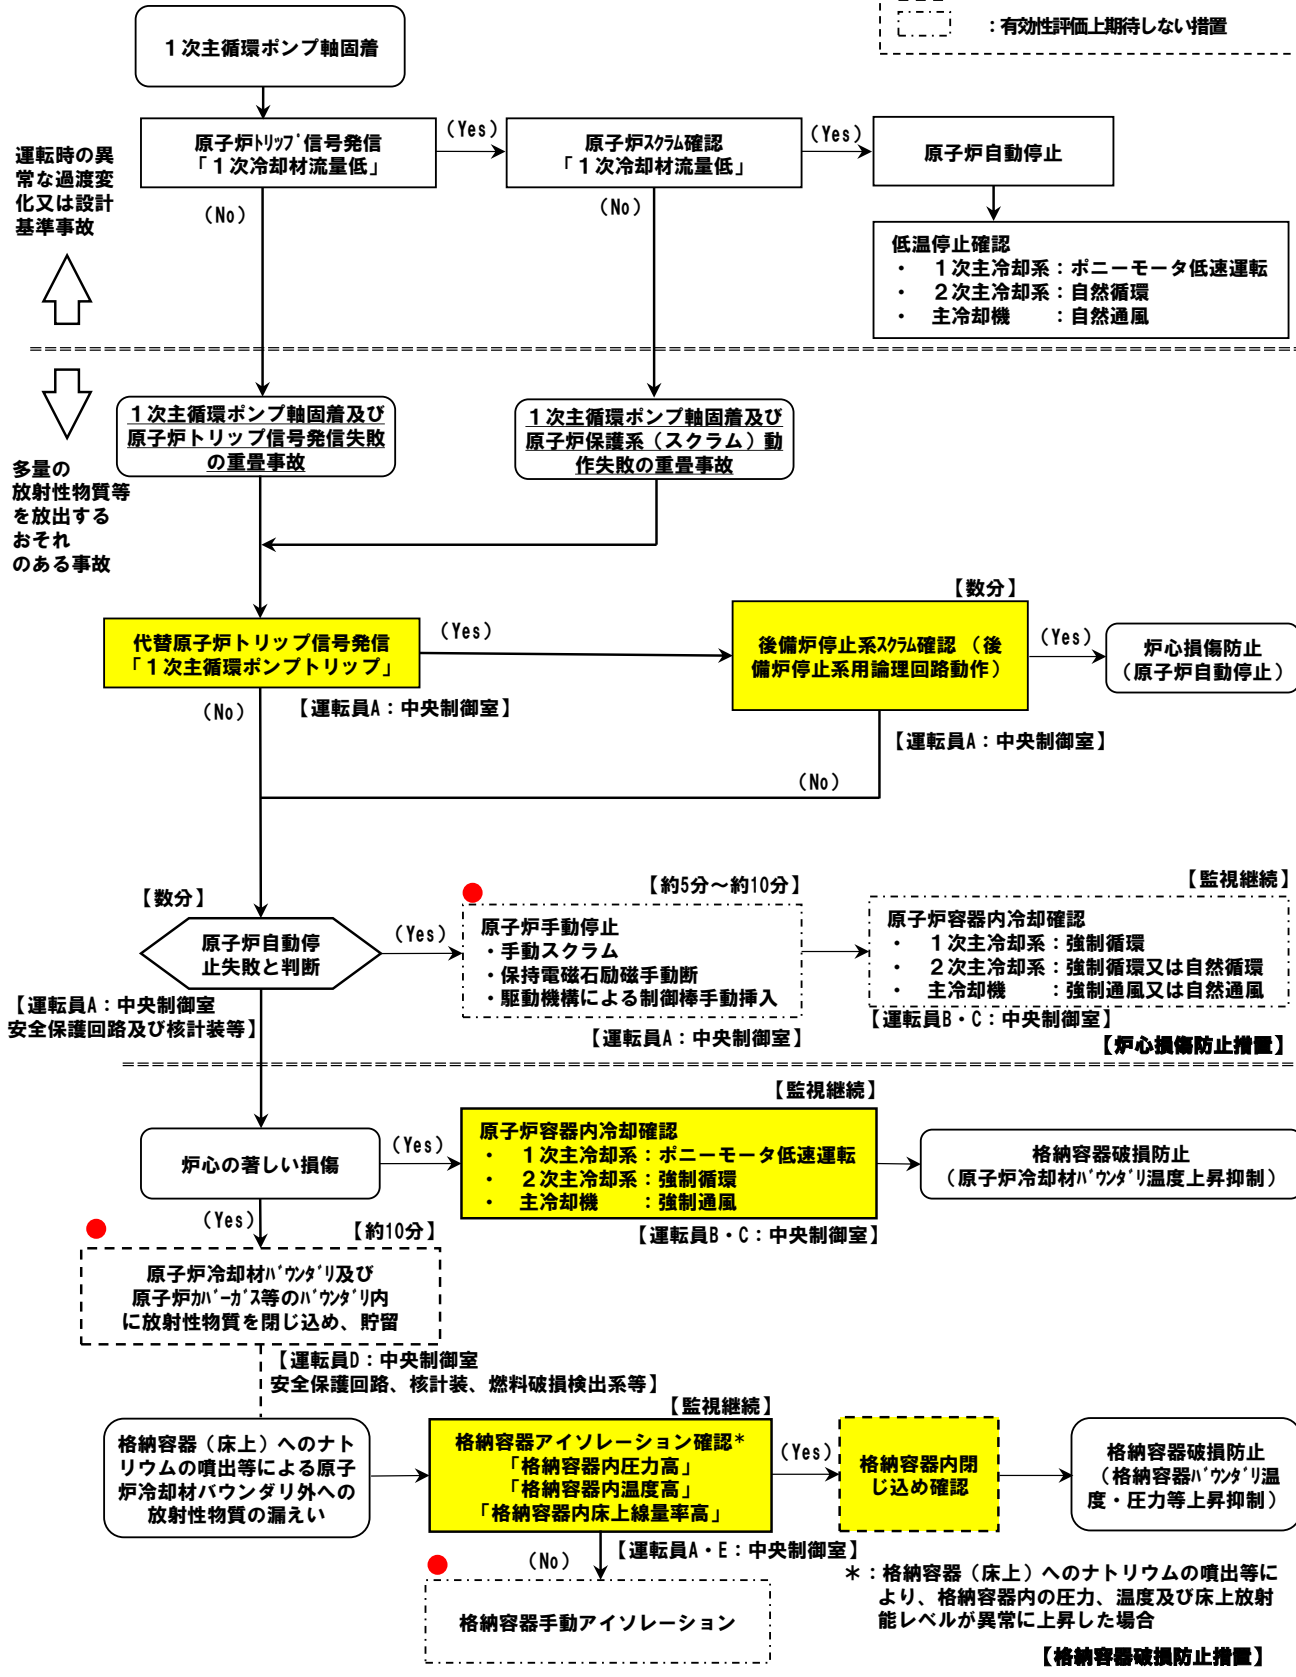 １次主循環ポンプ軸固着
：有効性評価上期待しない措置
原子炉ﾄﾘｯﾌﾟ信号発信
「１次冷却材流量低」
（Yes）
原子炉ｽｸﾗﾑ確認
「１次冷却材流量低」
（Yes）
原子炉自動停止
運転時の異
常な過渡変
化又は設計
基準事故
（No）
（No）
低温停止確認
・　１次主冷却系：ポニーモータ低速運転
・　２次主冷却系：自然循環
・　主冷却機　　：自然通風
１次主循環ポンプ軸固着及び
原子炉トリップ信号発信失敗
の重畳事故
１次主循環ポンプ軸固着及び
原子炉保護系（スクラム）動
作失敗の重畳事故
多量の
放射性物質等
を放出する
おそれ
のある事故
代替原子炉トリップ信号発信
「１次主循環ポンプトリップ」
（Yes）
【数分】
後備炉停止系ｽｸﾗﾑ確認（後
備炉停止系用論理回路動作）
（Yes）
炉心損傷防止
（原子炉自動停止）
（No）
【運転員A：中央制御室】
【運転員A：中央制御室】
（No）
【数分】
原子炉自動停
止失敗と判断
（Yes）
【約5分～約10分】
原子炉手動停止
・手動スクラム
・保持電磁石励磁手動断
・駆動機構による制御棒手動挿入
【監視継続】
原子炉容器内冷却確認
・　１次主冷却系：強制循環
・　２次主冷却系：強制循環又は自然循環
・　主冷却機　　：強制通風又は自然通風
【運転員A：中央制御室
安全保護回路及び核計装等】
【運転員A：中央制御室】
【運転員B・C：中央制御室】
【炉心損傷防止措置】
炉心の著しい損傷
（Yes）
【監視継続】
原子炉容器内冷却確認
・　１次主冷却系：ポニーモータ低速運転
・　２次主冷却系：強制循環
・　主冷却機　　：強制通風
格納容器破損防止
（原子炉冷却材ﾊﾞｳﾝﾀﾞﾘ温度上昇抑制）
（Yes）
【約10分】
【運転員B・C：中央制御室】
原子炉冷却材ﾊﾞｳﾝﾀﾞﾘ及び
原子炉ｶﾊﾞｰｶﾞｽ等のﾊﾞｳﾝﾀﾞﾘ内
に放射性物質を閉じ込め、貯留
【運転員D：中央制御室
安全保護回路、核計装、燃料破損検出系等】
格納容器（床上）へのナト
リウムの噴出等による原子
炉冷却材バウンダリ外への
放射性物質の漏えい
【監視継続】
格納容器アイソレーション確認＊
「格納容器内圧力高」
「格納容器内温度高」
「格納容器内床上線量率高」
（Yes）
格納容器内閉
じ込め確認
格納容器破損防止
（格納容器ﾊﾞｳﾝﾀﾞﾘ温
度・圧力等上昇抑制）
（No）
【運転員A・E：中央制御室】
格納容器手動アイソレーション
＊：格納容器（床上）へのナトリウムの噴出等に
より、格納容器内の圧力、温度及び床上放射
能レベルが異常に上昇した場合
【格納容器破損防止措置】